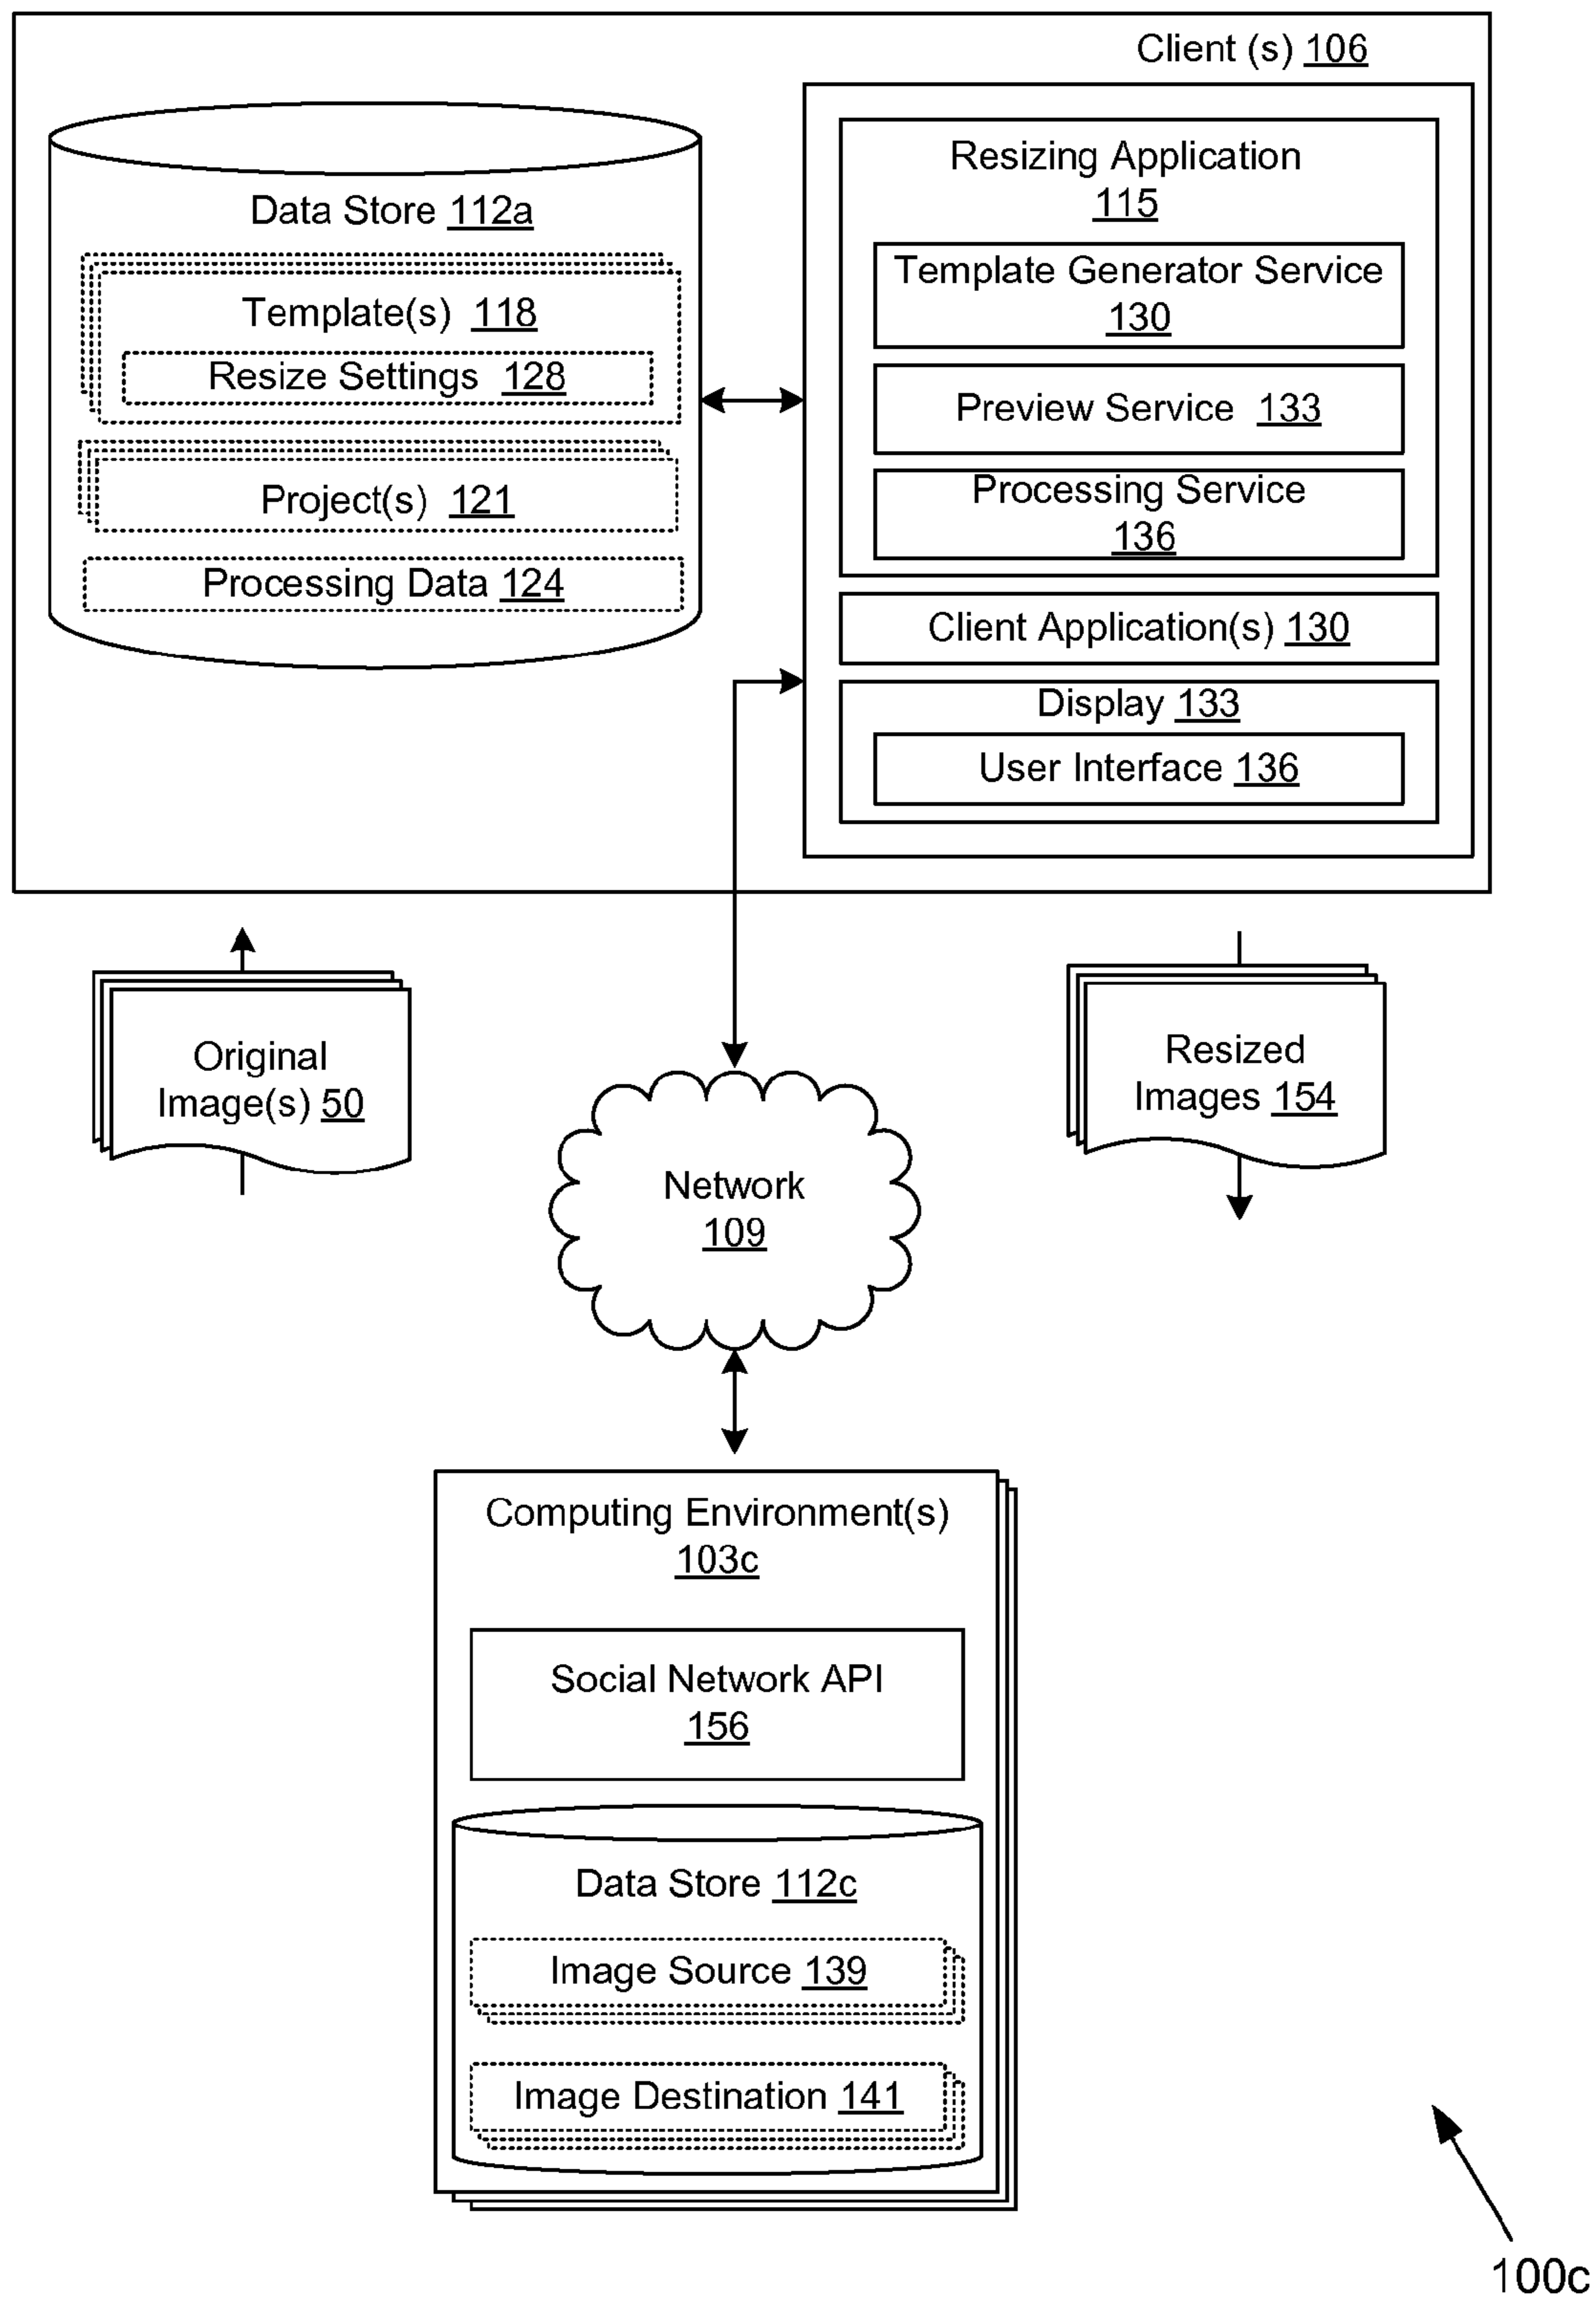 Client (s) 106
Data Store 112a
Template(s) 118
Resize Settings 128
Project(s) 121
Processing Data 124
Resizing Application
115
Template Generator Service
130
Preview Service 133
Processing Service
136
Client Application(s) 130
Display 133
User Interface 136
Original
Image(s) 50
Resized
Images 154
Network
109
Computing Environment(s)
103c
Social Network API
156
Data Store 112c
Image Source 139
Image Destination 141
100c